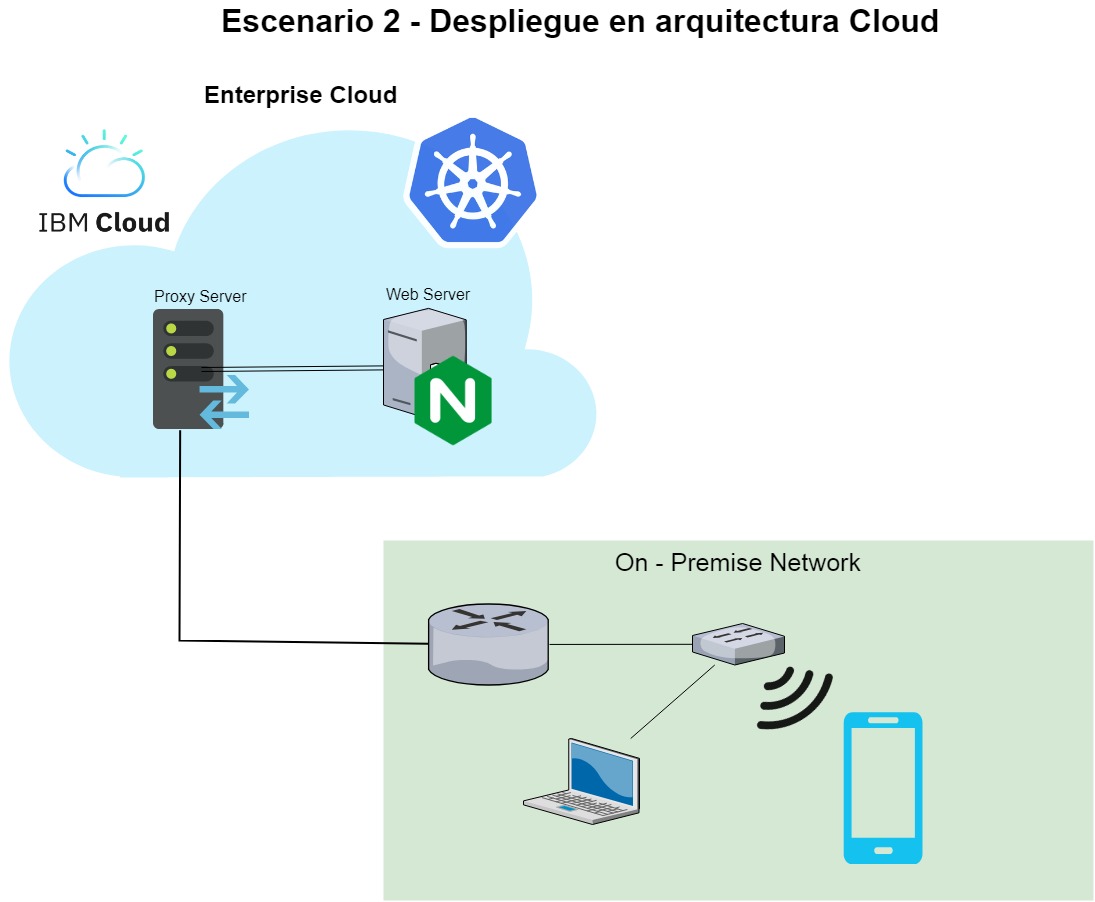 Escenario 2 - Despliegue en arquitectura Cloud
Enterprise Cloud
IBM Cloud
Proxy Server
Web Server
N
On - Premise Network